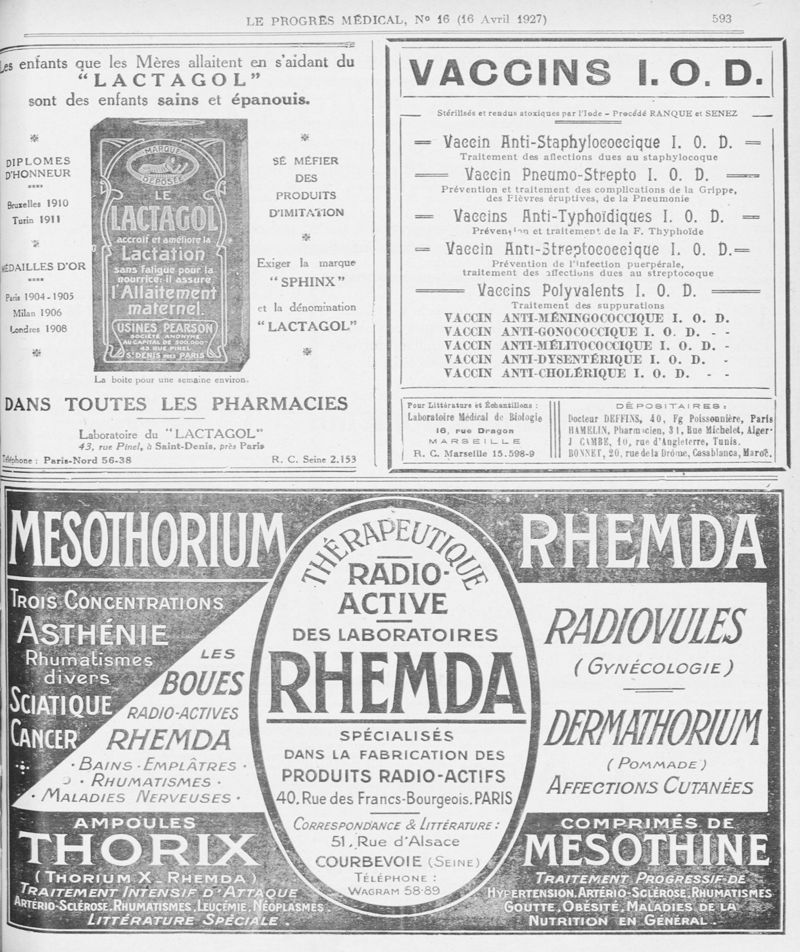 LE PROGRÈS MÉDICAL, Nº 16 (16 Avril 1927)
593
Les enfants que les Mères allaitent en s'aidant du
"LACTAGOL"
sont des enfants sains et épanouis.
DIPLOMES
D'HONNEUR
Bruxelles 1910
Turin 1911
MÉDAILLES D'OR
Paris 1904-1905
Milan 1906
Londres 1908
MARQUE
DÉPOSÉE
LE
LACTAGOL
accroit et améliore la
Lactation
sans fatigue pour la
nourrice: il assure
l'Allaitement
maternel.
USINES PEARSON
SOCIÉTÉ ANONYME
AU CAPITAL DE 500.000
43 RUE PINEL
ST DENIS PRÈS PARIS
SE MÉFIER
DES
PRODUITS
D'IMITATION
Exiger la marque
"SPHINX"
et la dénomination
"LACTAGOL"
La boite pour une semaine environ.
DANS TOUTES LES PHARMACIES
Laboratoire du "LACTAGOL"
43, rue Pinel, à Saint-Denis, près Paris
Téléphone : Paris-Nord 56-38
R. C. Seine 2.153
VACCINS I. O. D.
Stérilisés et rendus atoxiques par l'Iode - Procédé RANQUE et SENEZ
Vaccin Anti-Staphylococcique I. O. D.
Traitement des affections dues au staphylocoque
Vaccin Pneumo-Strepto I. O. D.
Prévention et traitement des complications de la Grippe,
des Fièvres éruptives, de la Pneumonie
Vaccins Anti-Typhoïdiques I. O. D.
Prévention et traitement de la F. Thyphoïde
Vaccin Anti-Streptococcique I. O. D.
Prévention de l'infection puerpérale,
traitement des affections dues au streptocoque
Vaccins Polyvalents I. O. D.
Traitement des suppurations
VACCIN ANTI-MÉNINGOCOCCIQUE I. O. D.
VACCIN ANTI-GONOCOCCIQUE I. O. D. - -
VACCIN ANTI-MÉLITOCOCCIQUE I. O. D.
VACCIN ANTI-DYSENTÉRIQUE I. O. D. -
VACCIN ANTI-CHOLÉRIQUE I. O. D. - -
Pour Littérature et Échantillons :
Laboratoire Médical de Biologie
16, rue Dragon
MARSEILLE
R. C. Marseille 15.598-9
DÉPOSITAIRES :
Docteur DEFFINS, 40, Fg Poissonnière, Paris
HAMELIN, Pharmacien, 31, Rue Michelet, Alger
J CAMBE, 10, rue d'Angleterre, Tunis.
BONNET, 20, rue de la Drôme, Casablanca, Maroc.
MESOTHORIUM
TROIS CONCENTRATIONS
ASTHÉNIE
Rhumatismes
divers
SCIATIQUE
CANCER
LES
BOUES
RADIO-ACTIVES
RHEMDA
· BAINS - EMPLÂTRES ·
· RHUMATISMES ·
· MALADIES NERVEUSES ·
AMPOULES
THORIX
(THORIUM X - RHEMDA)
TRAITEMENT INTENSIF D'ATTAQUE
ARTÉRIO-SCLÉROSE, RHUMATISMES, LEUCÉMIE, NÉOPLASMES.
LITTÉRATURE SPÉCIALE.
THÉRAPEUTIQUE
RADIO-
ACTIVE
DES LABORATOIRES
RHEMDA
SPÉCIALISÉS
DANS LA FABRICATION DES
PRODUITS RADIO-ACTIFS
40, Rue des Francs-Bourgeois. PARIS
CORRESPONDANCE & LITTÉRATURE :
51, Rue d'Alsace
COURBEVOIE (SEINE)
TÉLÉPHONE :
WAGRAM 58-89
RHEMDA
RADIOVULES
(GYNÉCOLOGIE)
DERMATHORIUM
(POMMADE)
AFFECTIONS CUTANÉES
COMPRIMÉS DE
MESOTHINE
TRAITEMENT PROGRESSIF DE
HYPERTENSION, ARTÉRIO-SCLÉROSE, RHUMATISMES
GOUTTE, OBÉSITÉ, MALADIES DE LA
NUTRITION EN GÉNÉRAL.